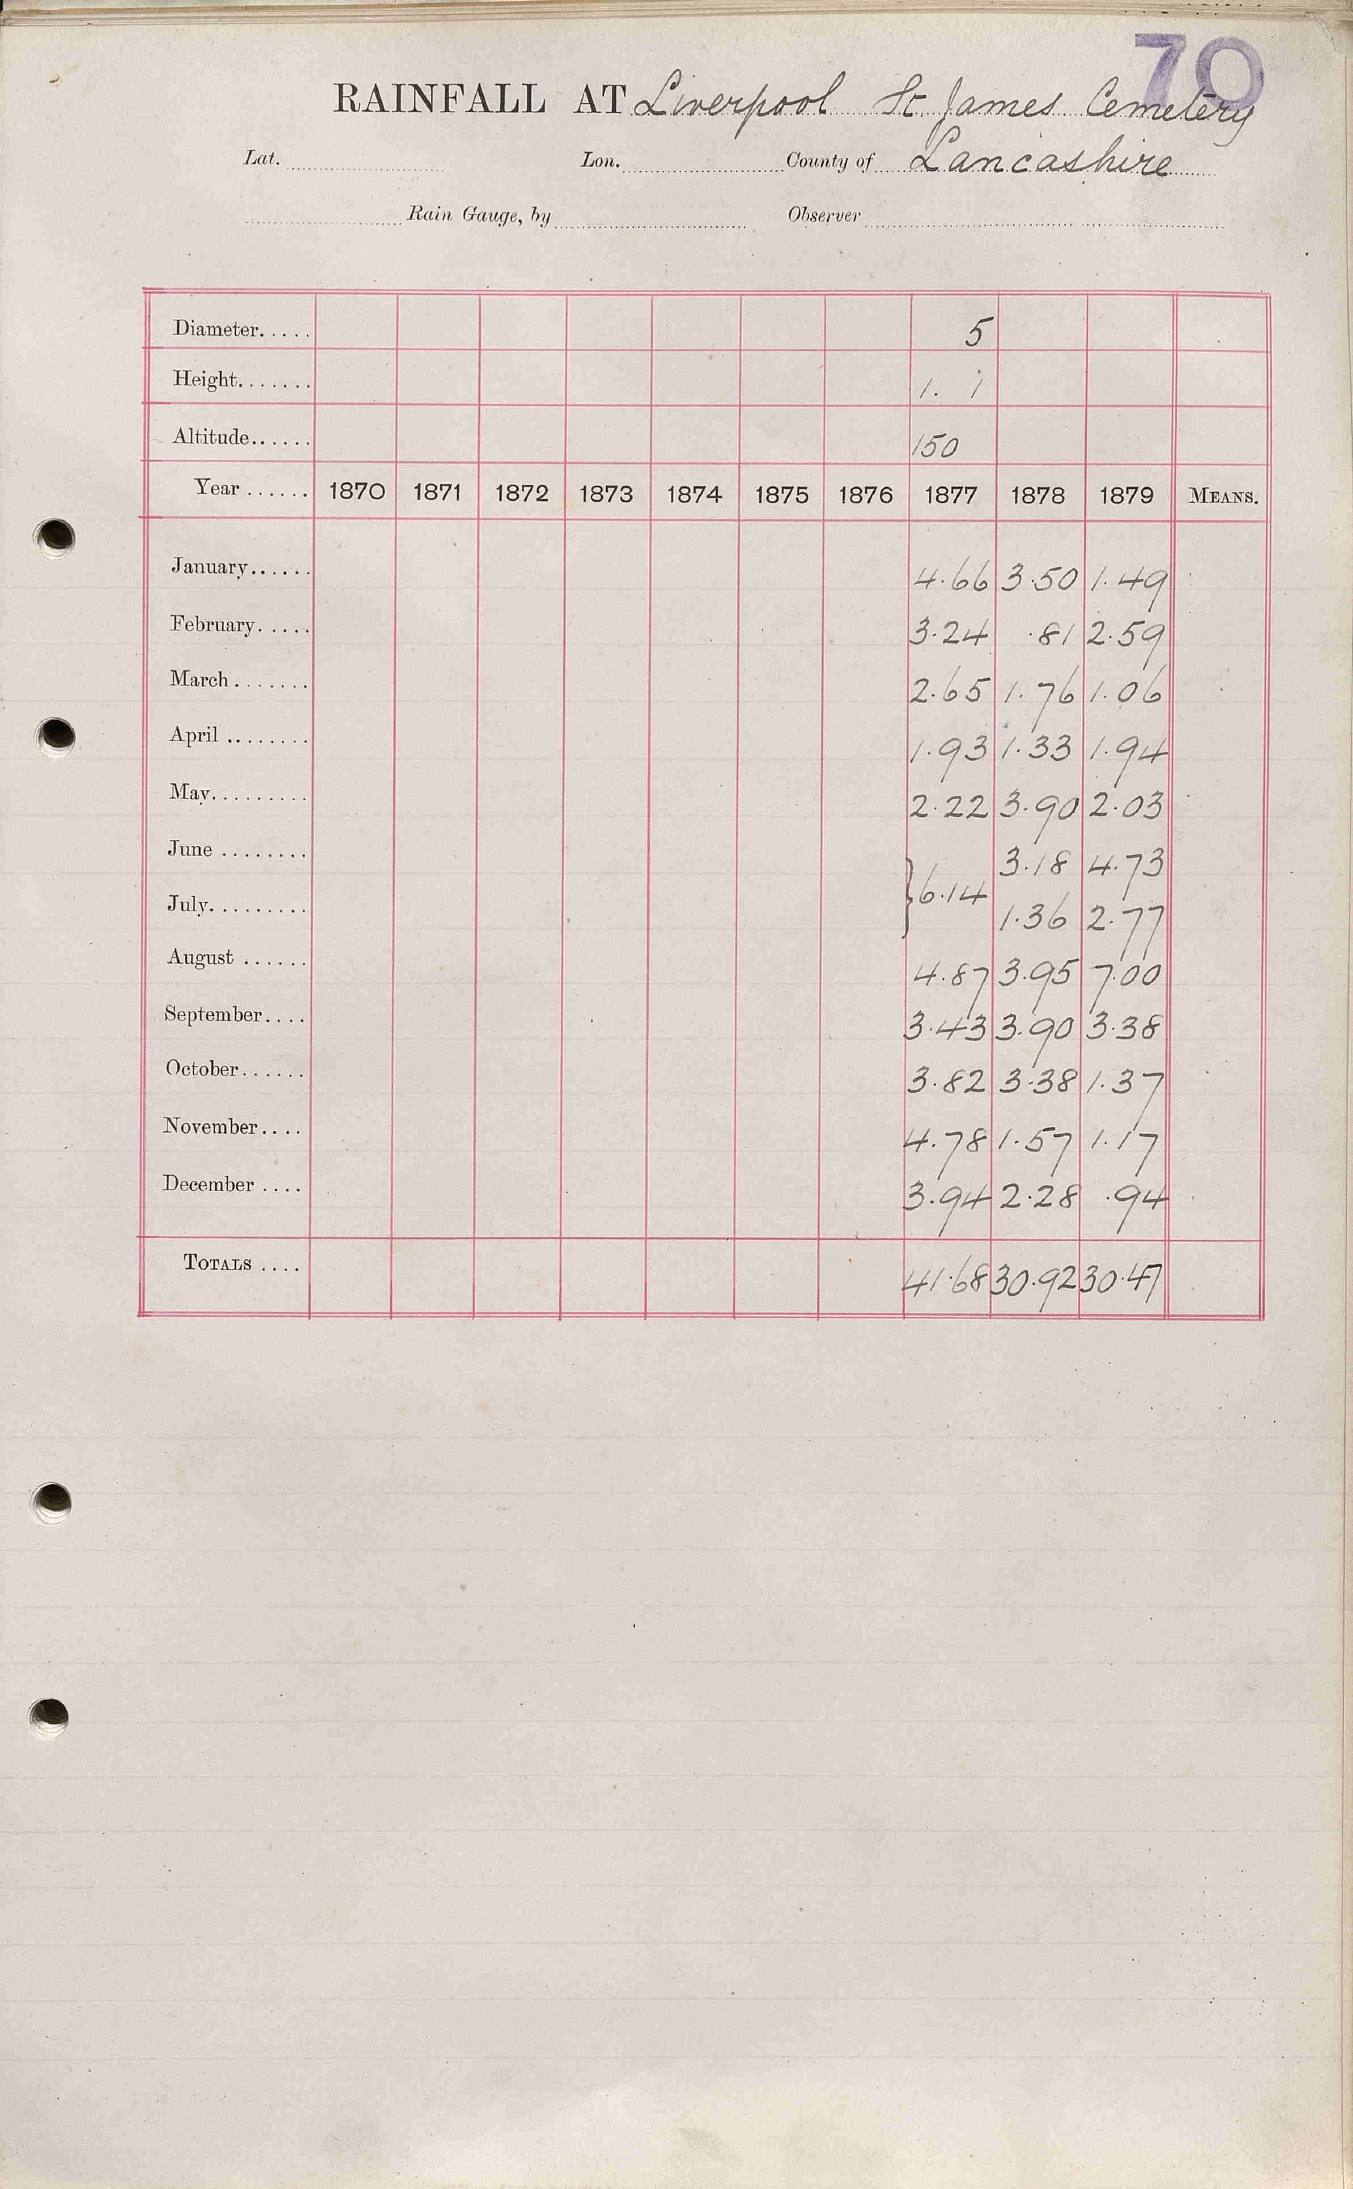 70
RAINFALL AT Liverpool St. James Cemetery
Lat. Lon. County of Lancashire
Rain Gauge, by Observer
Diameter..... 5
Height....... 1. 1
Altitude...... 150
Year ...... 1870 1871 1872 1873 1874 1875 1876 1877 1878 1879 MEANS.
January...... 4.66 3.50 1.49
February..... 3.24 .81 2.59
March....... 2.65 1.76 1.06
April ........ 1.93 1.33 1.94
May......... 2.22 3.90 2.03
June ........ 3.18 4.73
}6.14
July......... 1.36 2.77
August ...... 4.87 3.95 7.00
September.... 3.43 3.90 3.38
October...... 3.82 3.38 1.37
November.... 4.78 1.57 1.17
December .... 3.94 2.28 .94
TOTALS .... 41.68 30.92 30.47